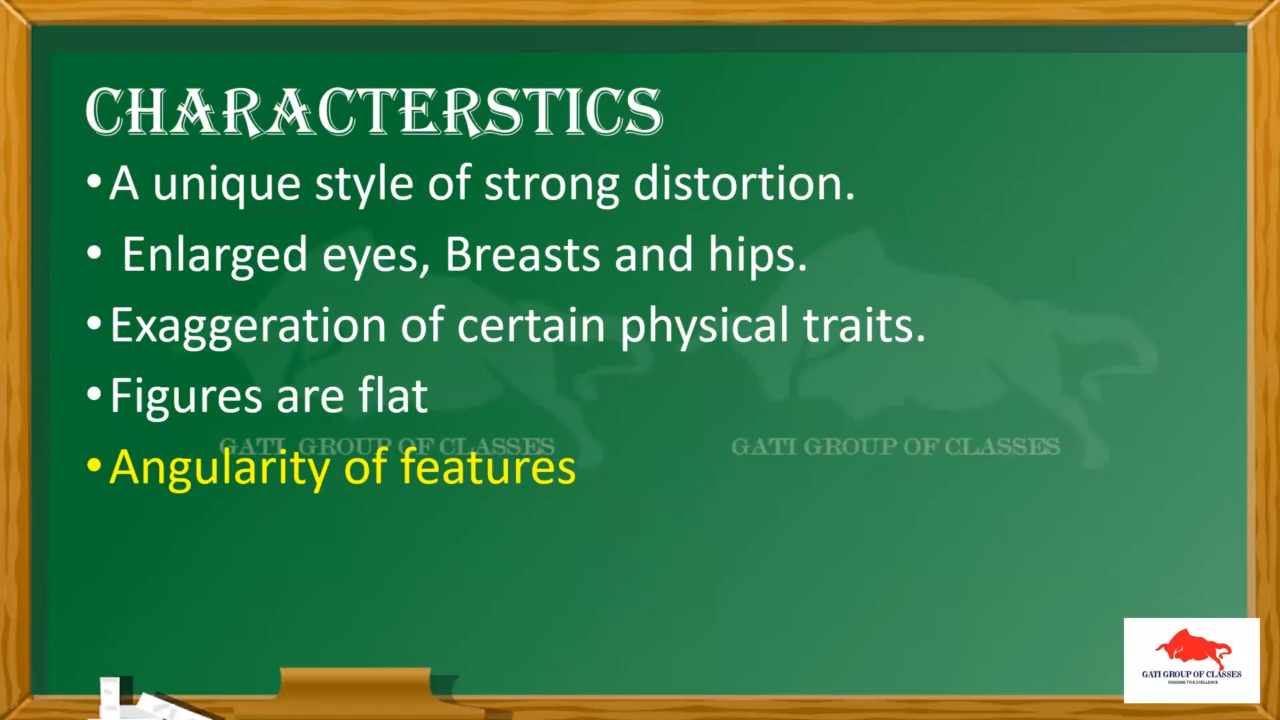 CHARACTERSTICS
•A unique style of strong distortion.
• Enlarged eyes, Breasts and hips.
•Exaggeration of certain physical traits.
•Figures are flat
GATI GROUP OF CLASSES GATI GROUP OF CLASSES
•Angularity of features
GATI GROUP OF CLASSES